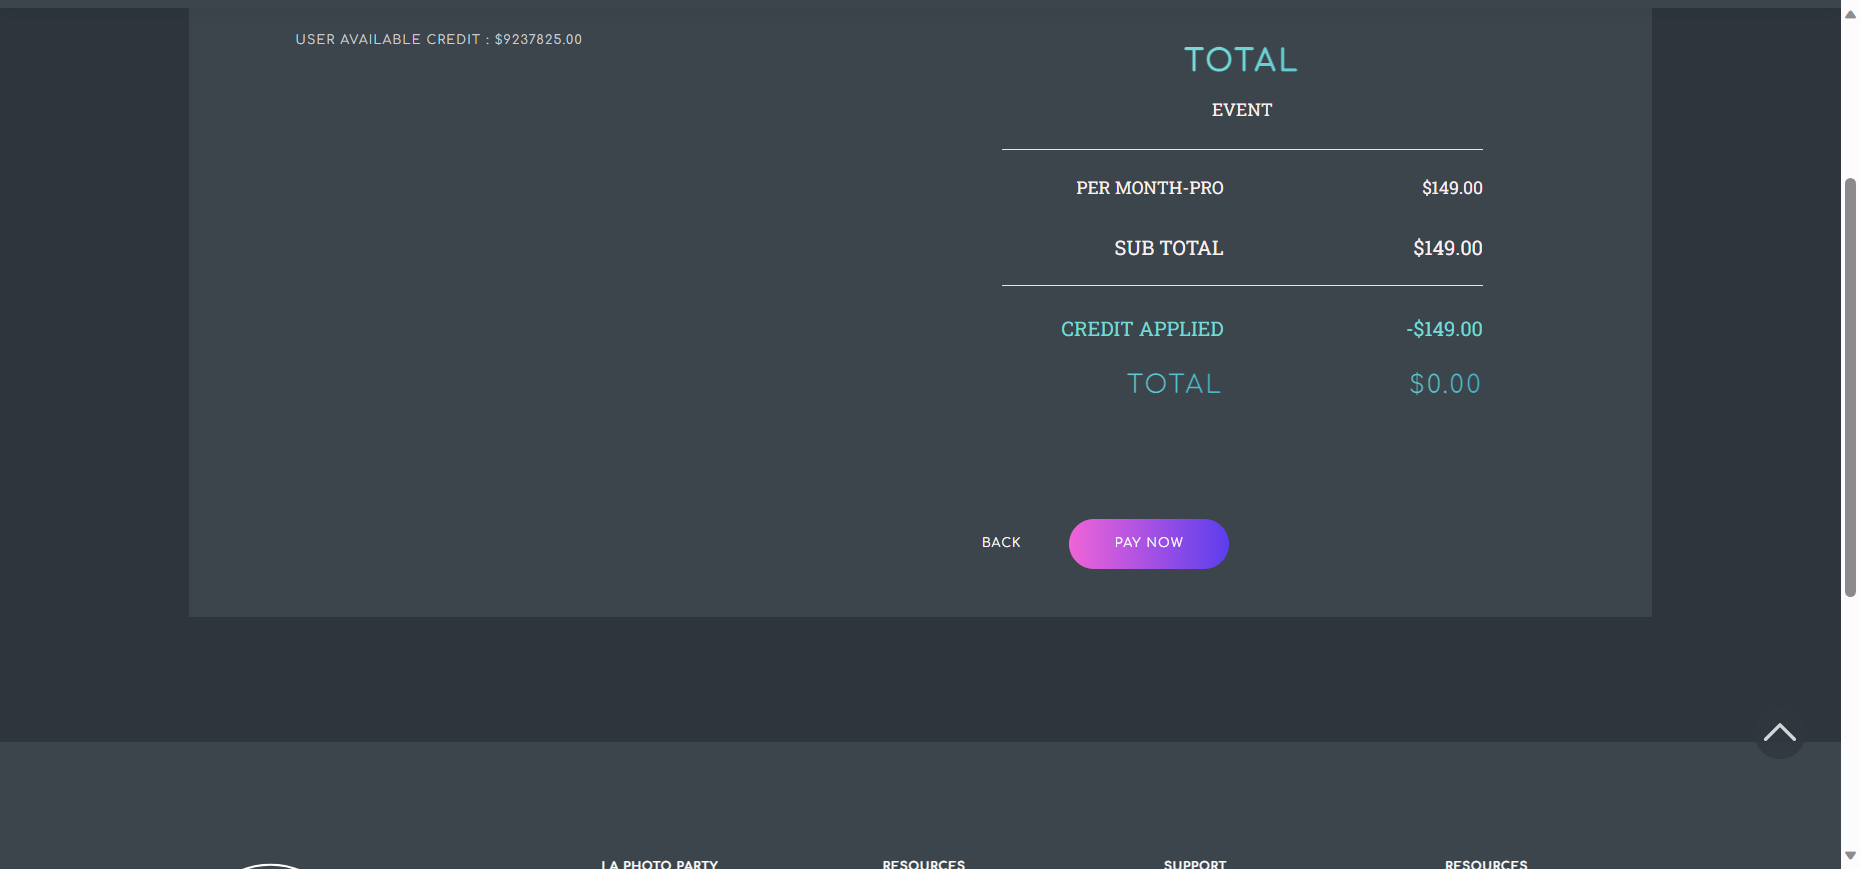 USER AVAILABLE CREDIT : $9237825.00
TOTAL
EVENT
PER MONTH-PRO $149.00
SUB TOTAL $149.00
CREDIT APPLIED -$149.00
TOTAL $0.00
BACK PAY NOW
LA PHOTO PARTY RESOURCES SUPPORT RESOURCES